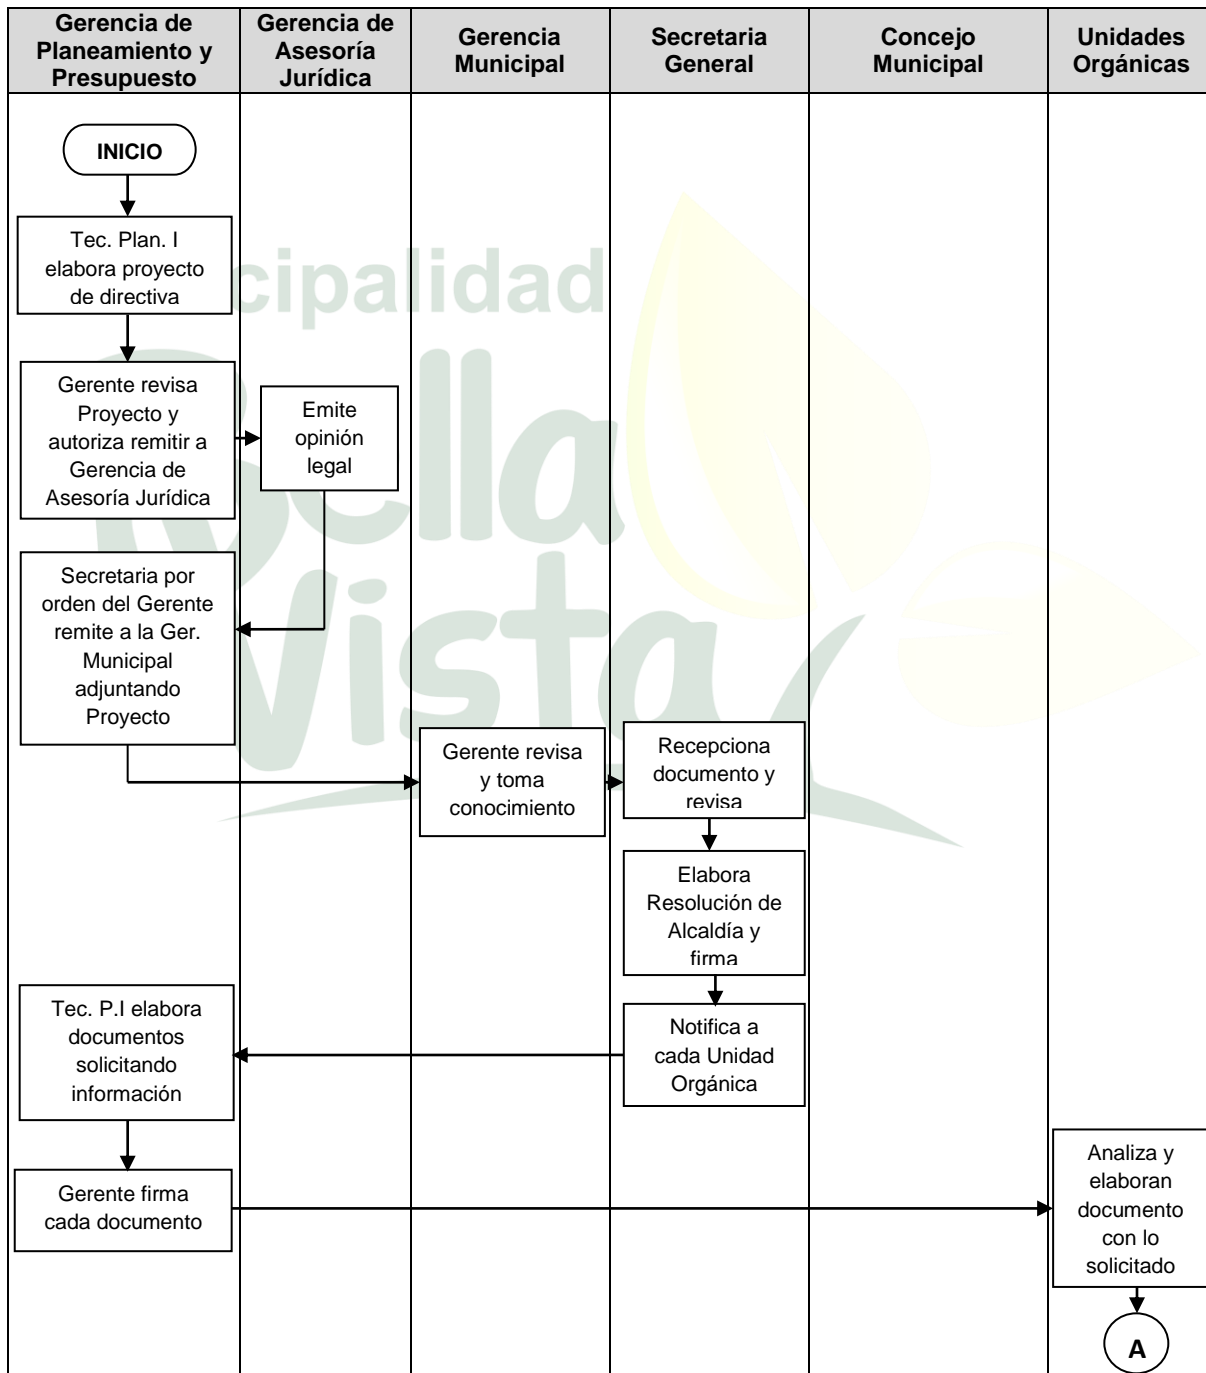 Gerencia de
Planeamiento y
Presupuesto
Gerencia de
Asesoría
Jurídica
Gerencia
Municipal
Secretaria
General
Concejo
Municipal
Unidades
Orgánicas
INICIO
Tec. Plan. I
elabora proyecto
de directiva
cipalidad
Gerente revisa
Proyecto y
autoriza remitir a
Gerencia de
Asesoría Jurídica
Emite
opinión
legal
Bella
Vista
Secretaria por
orden del Gerente
remite a la Ger.
Municipal
adjuntando
Proyecto
Gerente revisa
y toma
conocimiento
Recepciona
documento y
revisa
Elabora
Resolución de
Alcaldía y
firma
Notifica a
cada Unidad
Orgánica
Tec. P.I elabora
documentos
solicitando
información
Gerente firma
cada documento
Analiza y
elaboran
documento
con lo
solicitado
A